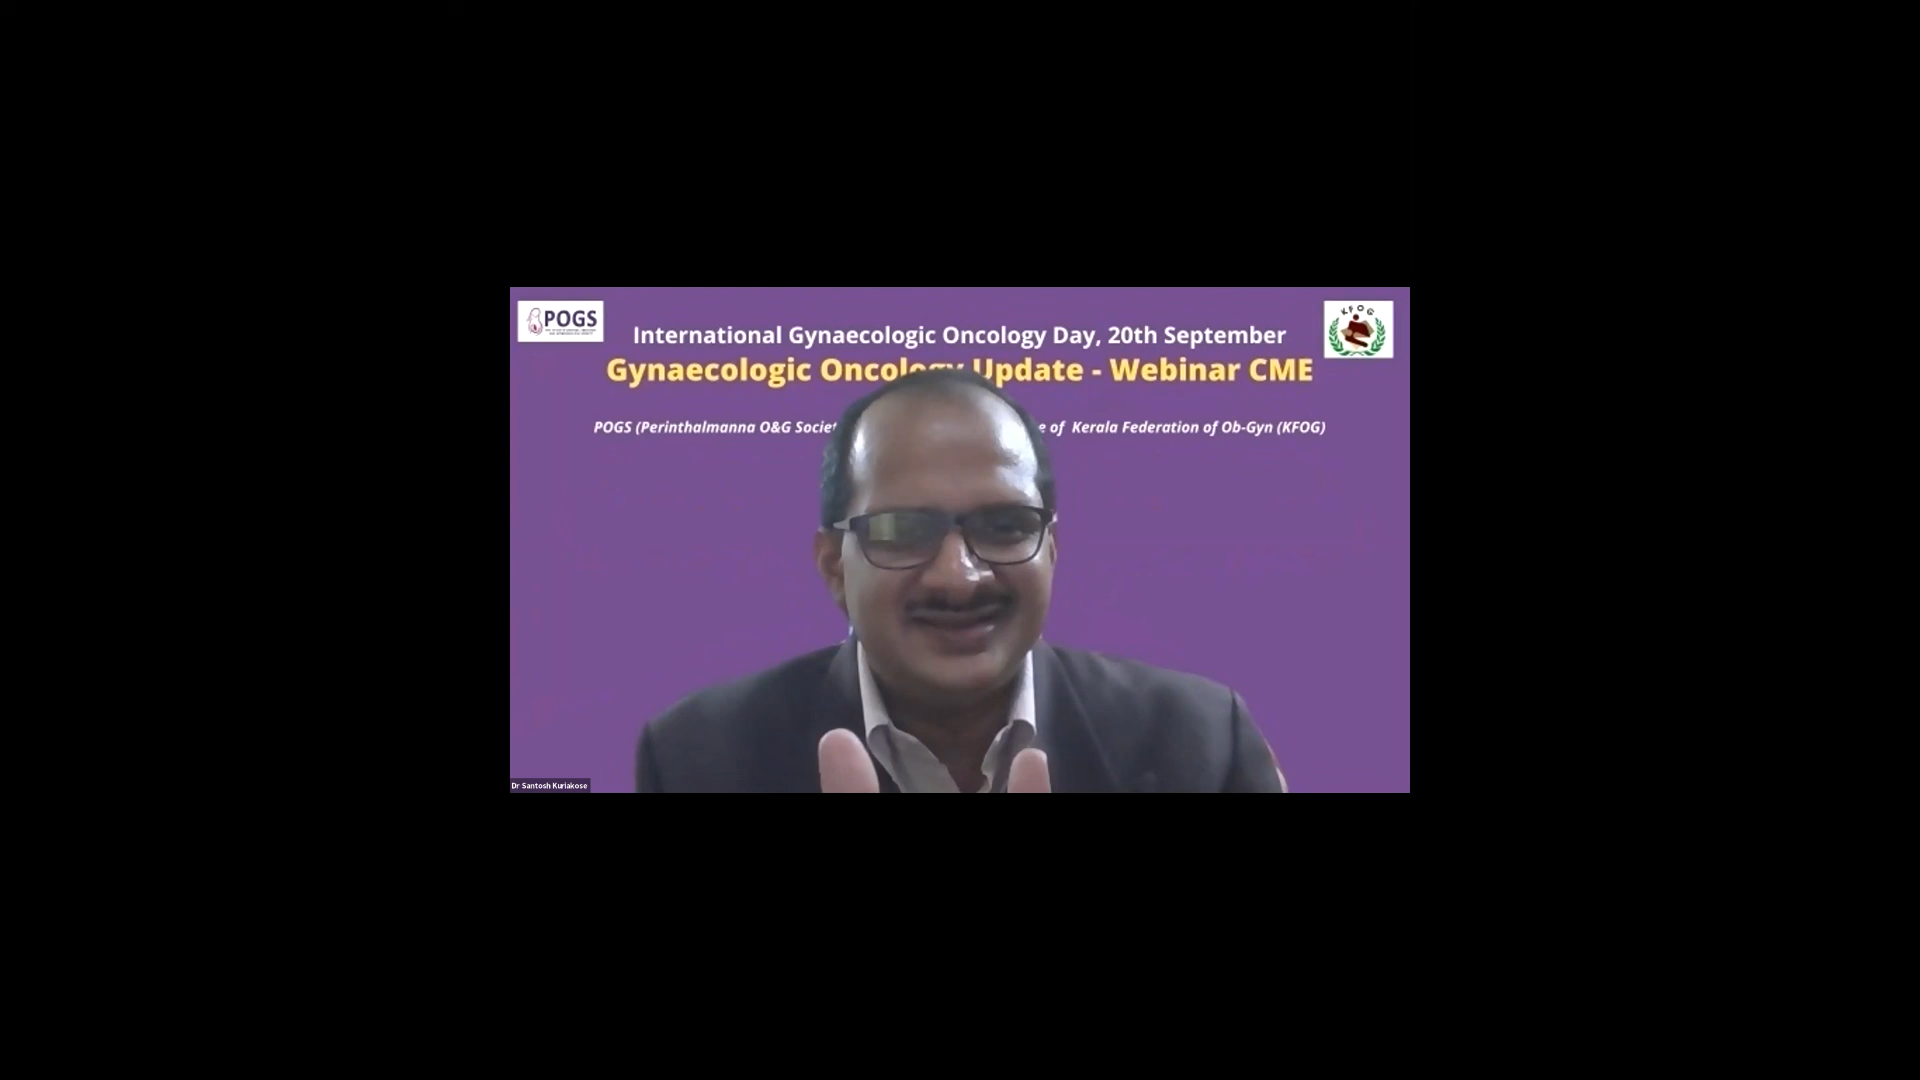 POGS
KFOG
International Gynaecologic Oncology Day, 20th September
Gynaecologic Oncology Update - Webinar CME
POGS (Perinthalmanna O&G Societ
e of Kerala Federation of Ob-Gyn (KFOG)
Dr Santosh Kuriakose